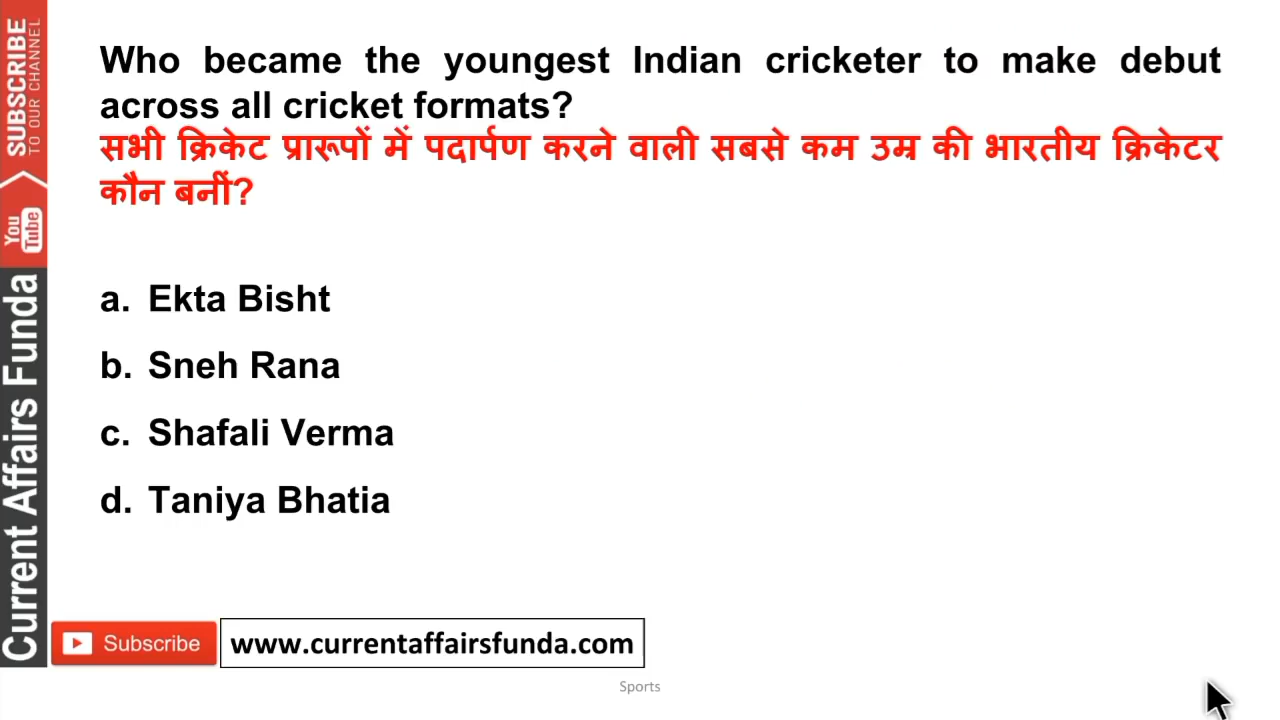 Who became the youngest Indian cricketer to make debut
across all cricket formats?
सभी क्रिकेट प्रारूपों में पदार्पण करने वाली सबसे कम उम्र की भारतीय क्रिकेटर
कौन बनीं?
a. Ekta Bisht
b. Sneh Rana
c. Shafali Verma
d. Taniya Bhatia
SUBSCRIBE
TO OUR CHANNEL
You
Tube
Current Affairs Funda
Subscribe
www.currentaffairsfunda.com
Sports